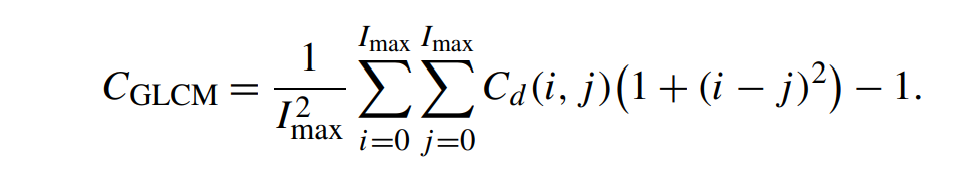 C_GLCM = \frac{1}{I_{\max}^2} \sum_{i=0}^{I_{\max}} \sum_{j=0}^{I_{\max}} C_d(i, j)(1 + (i − j)^2) − 1.